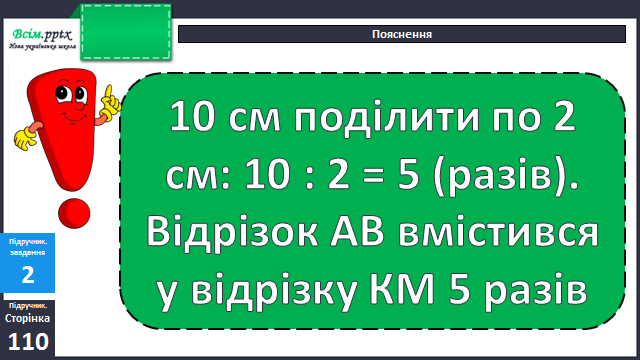 Всім.pptx
Нова українська школа
Пояснення
10 см поділити по 2
см: 10 : 2 = 5 (разів).
Відрізок АВ вмістився
у відрізку КМ 5 разів
Підручник.
завдання
2
Підручник.
Сторінка
110